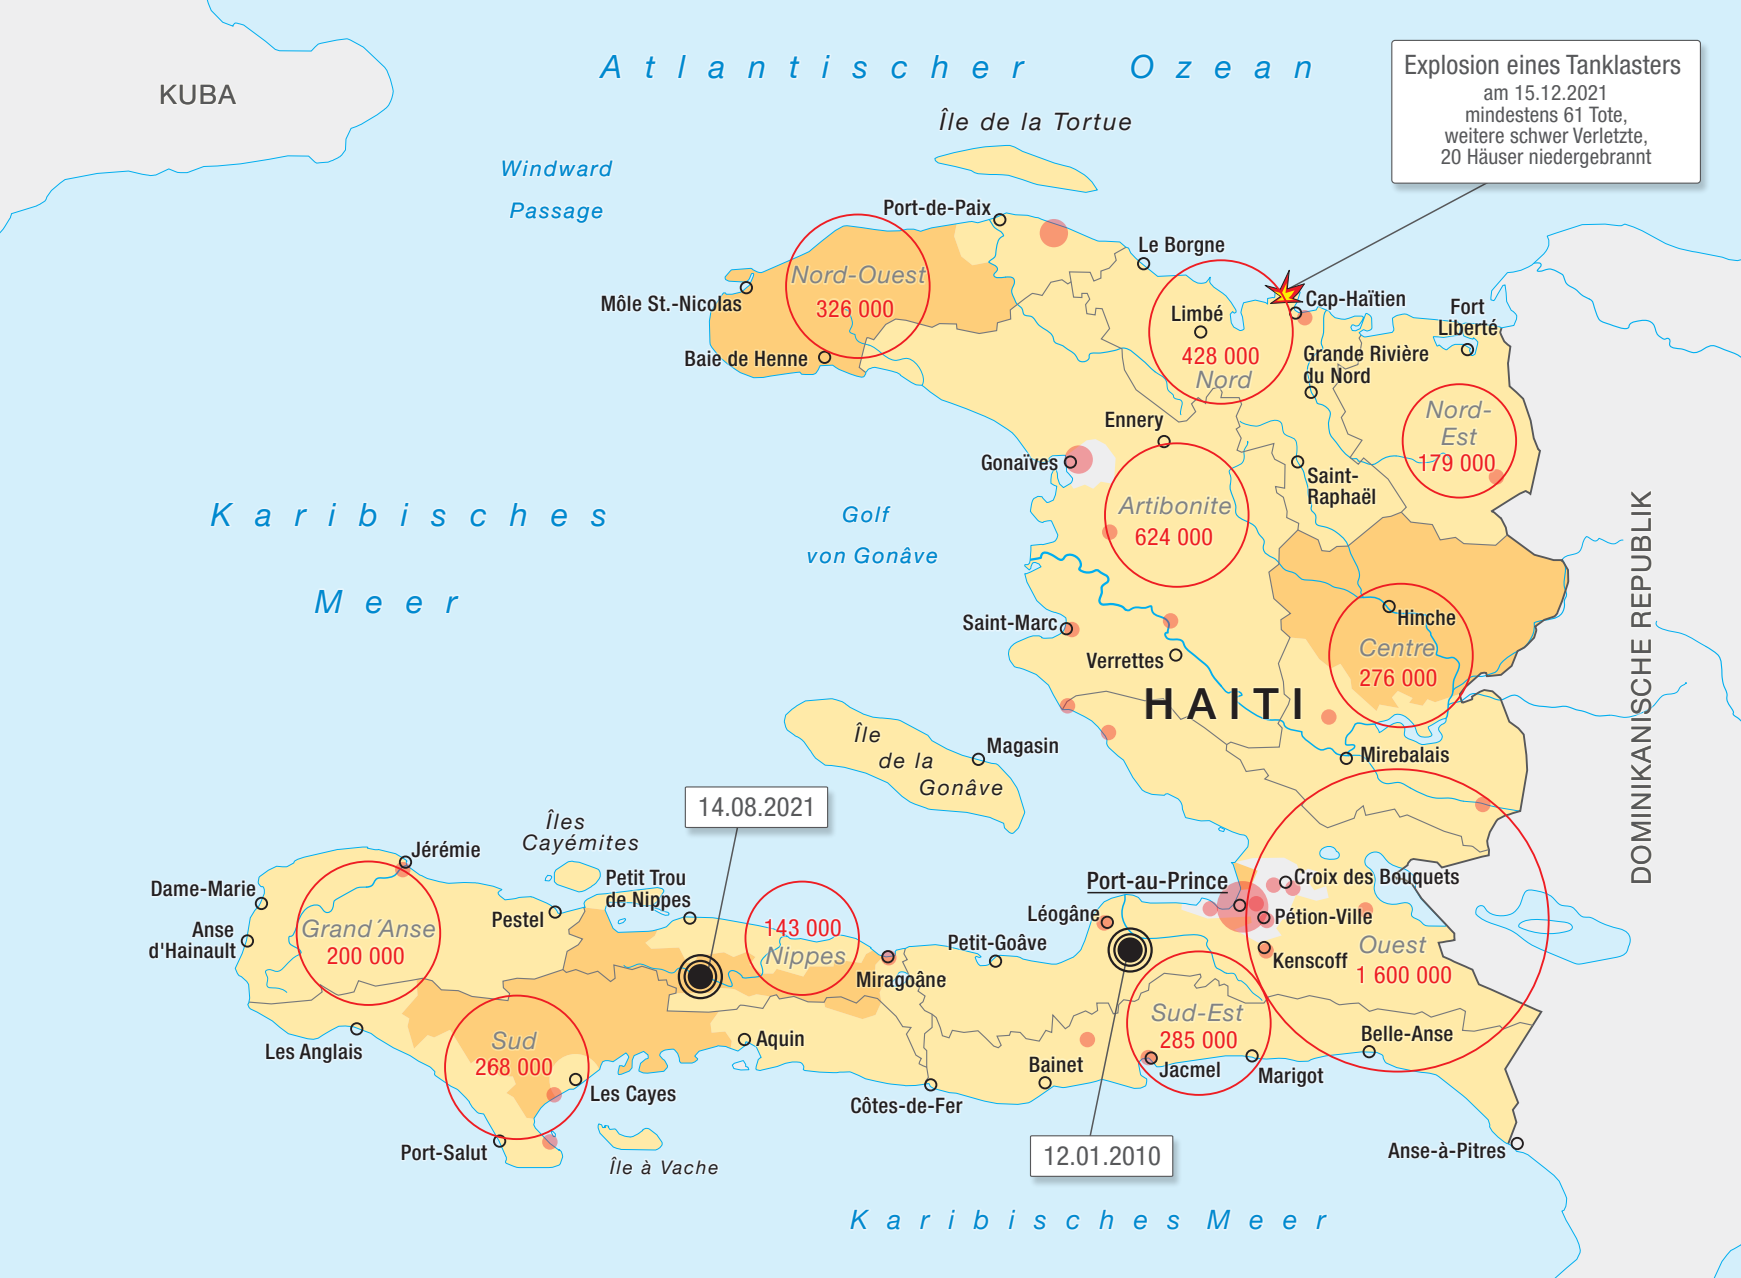 KUBA
Atlantischer Ozean
Explosion eines Tanklasters
am 15.12.2021
mindestens 61 Tote,
weitere schwer Verletzte,
20 Häuser niedergebrannt
Île de la Tortue
Windward
Passage
Port-de-Paix
Le Borgne
Nord-Ouest
326 000
Môle St.-Nicolas
Baie de Henne
Limbé
428 000
Nord
Cap-Haïtien
Fort
Liberté
Grande Rivière
du Nord
Nord-
Est
179 000
Ennery
Gonaïves
Saint-
Raphaël
Artibonite
624 000
Karibisches
Meer
Golf
von Gonâve
DOMINIKANISCHE REPUBLIK
Hinche
Centre
276 000
Saint-Marc
Verrettes
HAITI
Île
de la
Gonâve
Magasin
Mirebalais
14.08.2021
Îles
Cayémites
Jérémie
Dame-Marie
Anse
d'Hainault
Grand´Anse
200 000
Pestel
Petit Trou
de Nippes
143 000
Nippes
Miragoâne
Petit-Goâve
Léogâne
Port-au-Prince
Croix des Bouquets
Pétion-Ville
Ouest
1 600 000
Kenscoff
Sud-Est
285 000
Belle-Anse
Les Anglais
Sud
268 000
Aquin
Les Cayes
Bainet
Jacmel
Marigot
Côtes-de-Fer
Port-Salut
Île à Vache
12.01.2010
Anse-à-Pitres
Karibisches Meer